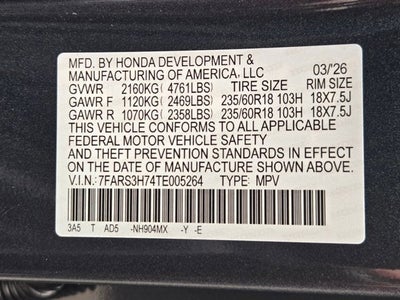 MFD. BY HONDA DEVELOPMENT &
MANUFACTURING OF AMERICA, LLC 03/'26
GVWR 2160KG ( 4761LBS) TIRE SIZE RIM SIZE
GAWR F 1120KG ( 2469LBS) 235/60R18 103H 18X7.5J
GAWR R 1070KG ( 2358LBS) 235/60R18 103H 18X7.5J
THIS VEHICLE CONFORMS TO ALL APPLICABLE
FEDERAL MOTOR VEHICLE SAFETY AND
THEFT PREVENTION STANDARDS IN EFFECT
ON THE DATE OF MANUFACTURE SHOWN ABOVE.
V.I.N.: 7FARS3H74TE005264 TYPE: MPV
3A5 T AD5 -NH904MX -Y -E